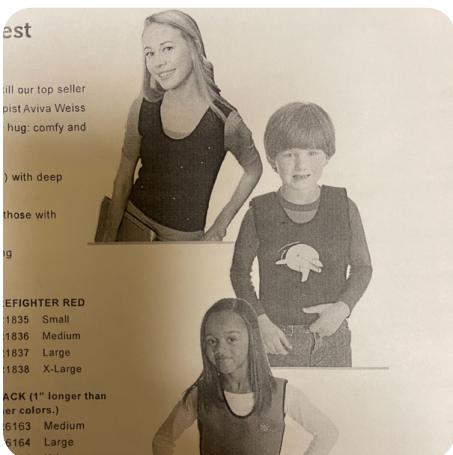 est
till our top seller
pist Aviva Weiss
hug: comfy and
) with deep
those with
ng
EFIGHTER RED
1835 Small
1836 Medium
1837 Large
1838 X-Large
ACK (1" longer than
er colors.)
6163 Medium
6164 Large